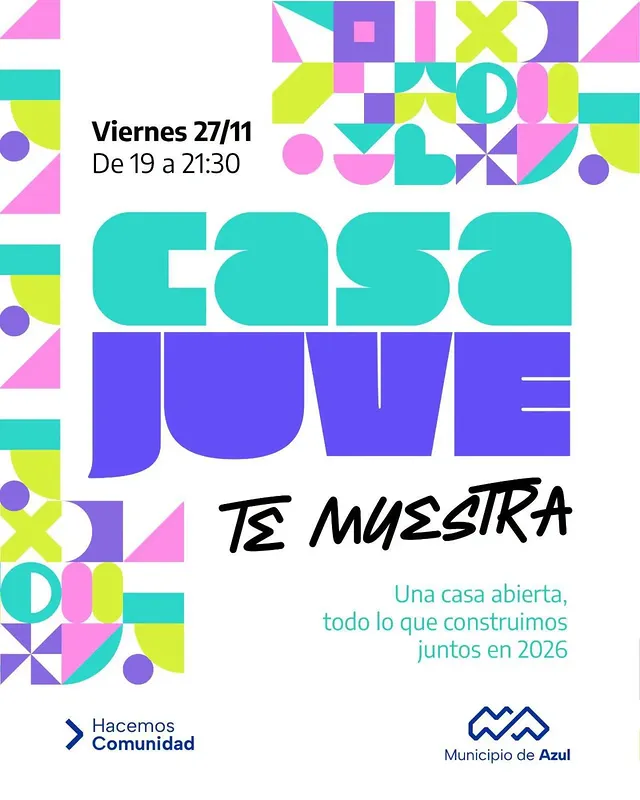 Viernes 27/11
De 19 a 21:30
casa
JUVE
TE MUESTRA
Una casa abierta,
todo lo que construimos
juntos en 2026
Hacemos
Comunidad
Municipio de Azul